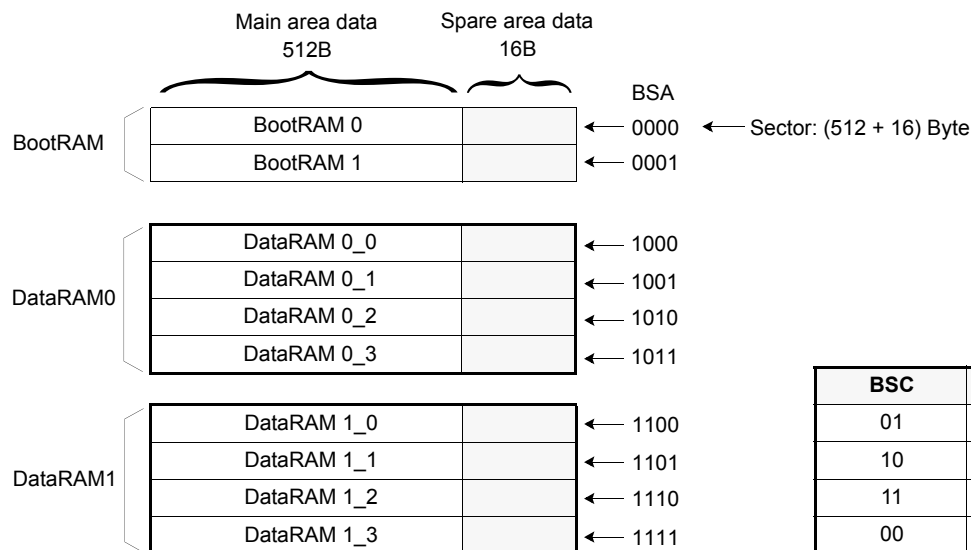 Main area data
512B
Spare area data
16B
BSA
BootRAM
BootRAM 0
0000
Sector: (512 + 16) Byte
BootRAM 1
0001
DataRAM0
DataRAM 0_0
1000
DataRAM 0_1
1001
DataRAM 0_2
1010
DataRAM 0_3
1011
DataRAM1
DataRAM 1_0
1100
DataRAM 1_1
1101
DataRAM 1_2
1110
DataRAM 1_3
1111
BSC
01
10
11
00